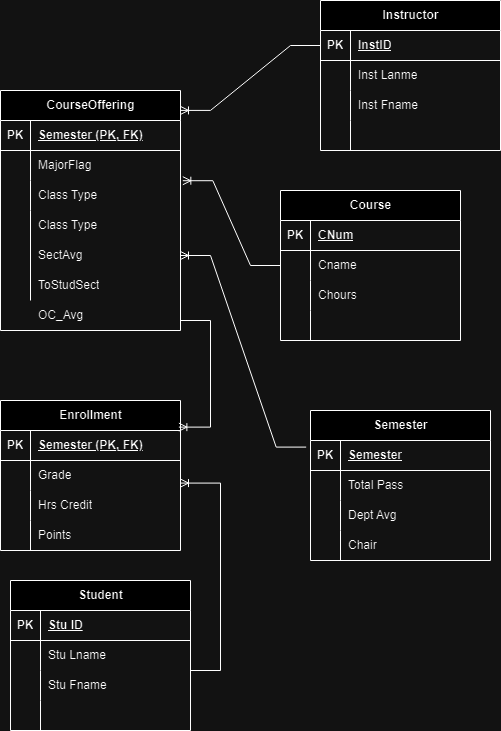 Instructor
PK InstID
Inst Lanme
Inst Fname
CourseOffering
PK Semester (PK, FK)
MajorFlag
Class Type
Class Type
SectAvg
ToStudSect
OC_Avg
Course
PK CNum
Cname
Chours
Enrollment
PK Semester (PK, FK)
Grade
Hrs Credit
Points
Semester
PK Semester
Total Pass
Dept Avg
Chair
Student
PK Stu ID
Stu Lname
Stu Fname